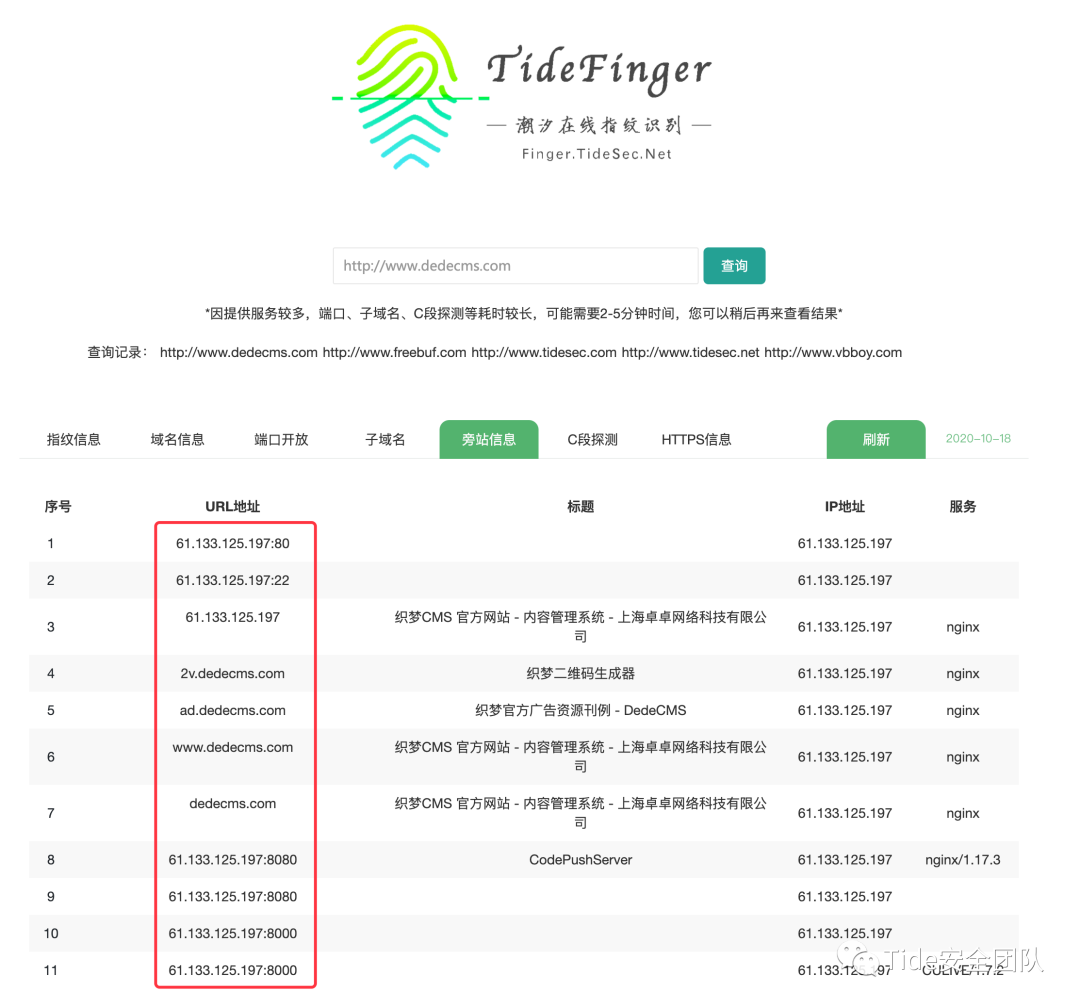 TideFinger
— 潮汐在线指纹识别 —
Finger.TideSec.Net
http://www.dedecms.com 查询
*因提供服务较多，端口、子域名、C段探测等耗时较长，可能需要2-5分钟时间，您可以稍后再来查看结果*
查询记录： http://www.dedecms.com http://www.freebuf.com http://www.tidesec.com http://www.tidesec.net http://www.vbboy.com
指纹信息 域名信息 端口开放 子域名 旁站信息 C段探测 HTTPS信息 刷新 2020-10-18
序号 URL地址 标题 IP地址 服务
1 61.133.125.197:80 61.133.125.197
2 61.133.125.197:22 61.133.125.197
3 61.133.125.197 织梦CMS 官方网站 - 内容管理系统 - 上海卓卓网络科技有限公
司 61.133.125.197 nginx
4 2v.dedecms.com 织梦二维码生成器 61.133.125.197 nginx
5 ad.dedecms.com 织梦官方广告资源刊例 - DedeCMS 61.133.125.197 nginx
6 www.dedecms.com 织梦CMS 官方网站 - 内容管理系统 - 上海卓卓网络科技有限公
司 61.133.125.197 nginx
7 dedecms.com 织梦CMS 官方网站 - 内容管理系统 - 上海卓卓网络科技有限公
司 61.133.125.197 nginx
8 61.133.125.197:8080 CodePushServer 61.133.125.197 nginx/1.17.3
9 61.133.125.197:8080 61.133.125.197
10 61.133.125.197:8000 61.133.125.197
11 61.133.125.197:8000 61.133.125.197
Tide安全团队